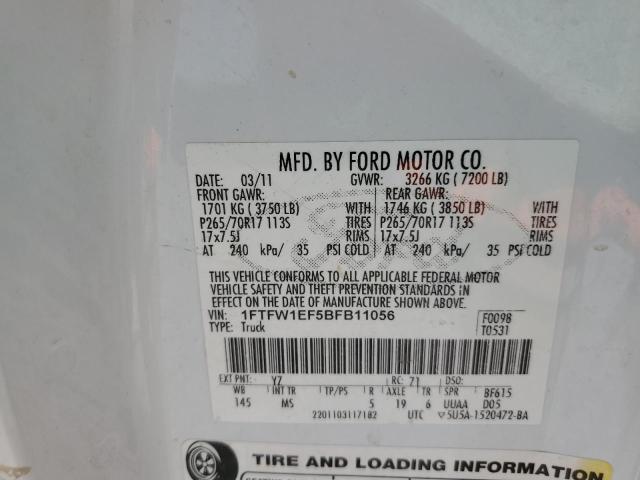 MFD. BY FORD MOTOR CO.
DATE: 03/11 GVWR: 3266 KG ( 7200 LB)
FRONT GAWR: REAR GAWR:
1701 KG ( 3750 LB) WITH 1746 KG ( 3850 LB) WITH
P265/70R17 113S TIRES P265/70R17 113S TIRES
17x7.5J RIMS 17x7.5J RIMS
AT 240 kPa/ 35 PSI COLD AT 240 kPa/ 35 PSI COLD
THIS VEHICLE CONFORMS TO ALL APPLICABLE FEDERAL MOTOR
VEHICLE SAFETY AND THEFT PREVENTION STANDARDS IN
EFFECT ON THE DATE OF MANUFACTURE SHOWN ABOVE.
VIN: 1FTFW1EF5BFB11056 F0098
TYPE: Truck T0531
EXT PNT: YZ RC: 71 DSO:
WB INT TR TP/PS R AXLE TR SPR BF615
145 MS 5 19 6 UUAA D05
2201103117182 UTC ▽5U5A-1520472-BA
TIRE AND LOADING INFORMATION